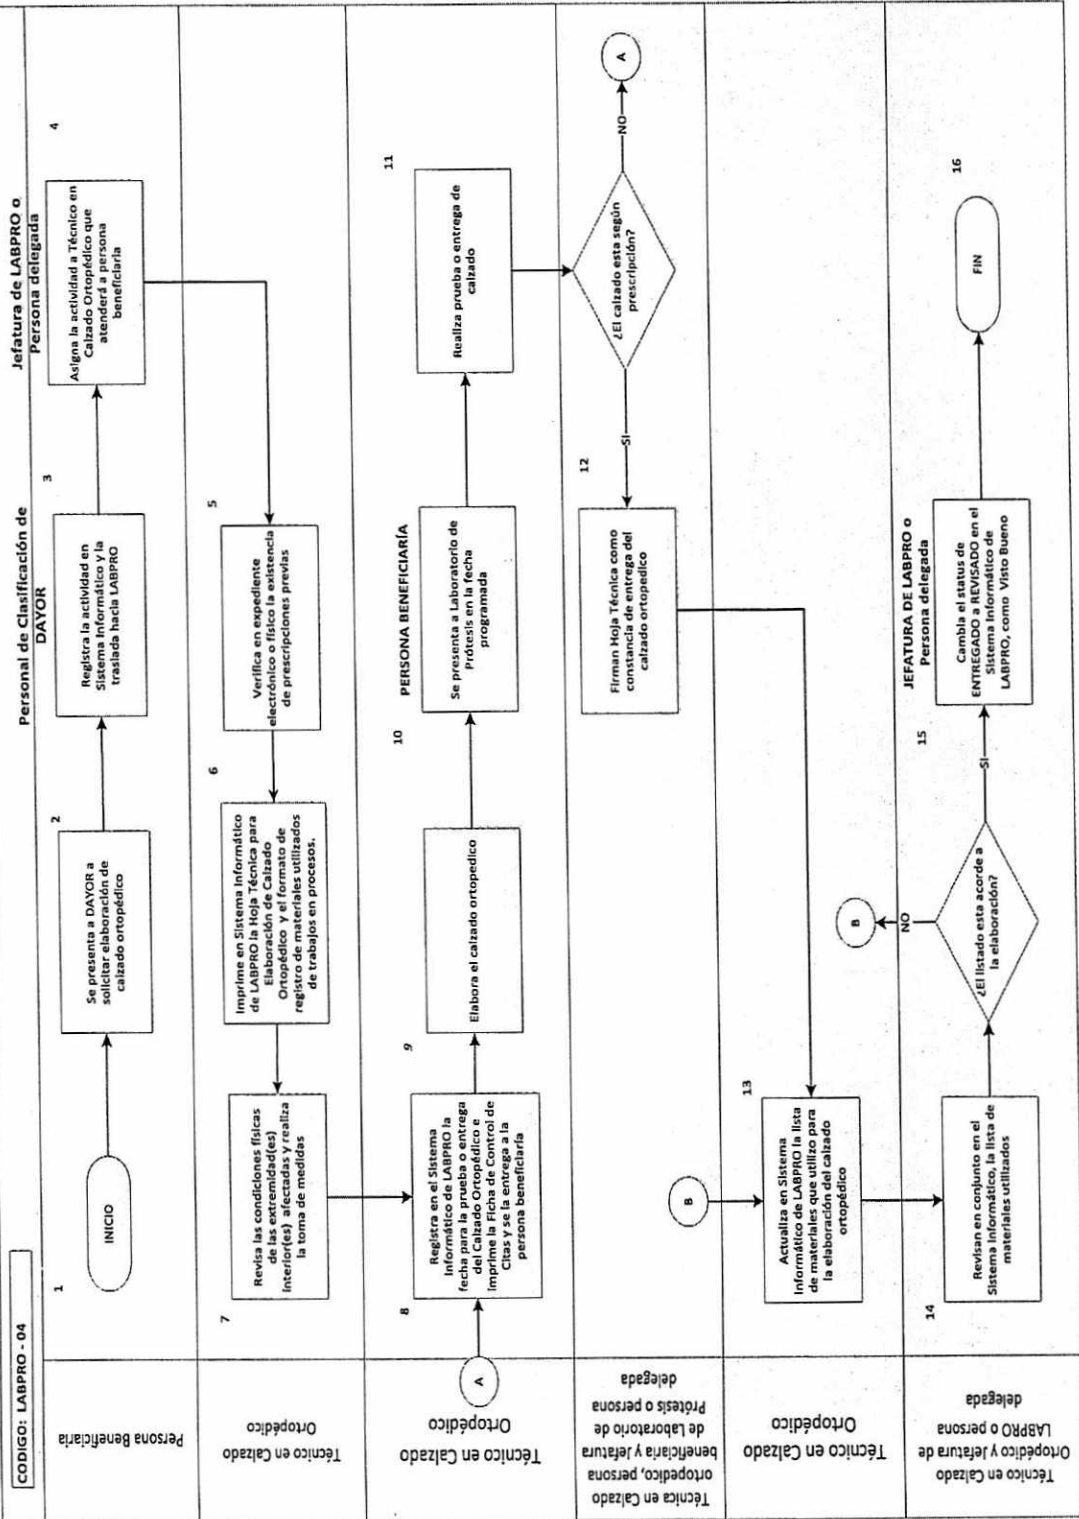 CODIGO: LABPRO - 04
Persona Beneficiaria
1
INICIO
2
Se presenta a DAYOR a
solicitar elaboración de
calzado ortopédico
Personal de Clasificación de
DAYOR
3
Registra la actividad en
Sistema Informático y la
traslada hacia LABPRO
Jefatura de LABPRO o
Persona delegada
4
Asigna la actividad a Técnico en
Calzado Ortopédico que
atenderá a persona
beneficiaria
Técnico en Calzado
Ortopédico
5
Verifica en expediente
electrónico o físico la existencia
de prescripciones previas
6
Imprime en Sistema Informático
de LABPRO la Hoja Técnica para
Elaboración de Calzado
Ortopédico y el formato de
registro de materiales utilizados
de trabajos en procesos.
7
Revisa las condiciones físicas
de las extremidad(es)
interior(es) afectadas y realiza
la toma de medidas
Técnico en Calzado
Ortopédico
A
8
Registra en el Sistema
Informático de LABPRO la
fecha para la prueba o entrega
del Calzado Ortopédico e
imprime la Ficha de Control de
Citas y se la entrega a la
persona beneficiaría
9
Elabora el calzado ortopedico
PERSONA BENEFICIARÍA
10
Se presenta a Laboratorio de
Prótesis en la fecha
programada
11
Realiza prueba o entrega de
calzado
Técnica en Calzado
ortopedico, persona
beneficiaria y jefatura
de Laboratorio de
Prótesis o persona
delegada
¿El calzado esta según
prescripción?
NO
A
SI
12
Firman Hoja Técnica como
constancia de entrega del
calzado ortopedico
Técnico en Calzado
Ortopédico
B
13
Actualiza en Sistema
Informático de LABPRO la lista
de materiales que utilizo para
la elaboración del calzado
ortopédico
Técnico en Calzado
Ortopédico y Jefatura de
LABPRO o persona
delegada
14
Revisan en conjunto en el
Sistema Informático, la lista de
materiales utilizados
¿El listado esta acorde a
la elaboración?
NO
B
SI
JEFATURA DE LABPRO o
Persona delegada
15
Cambia el status de
ENTREGADO a REVISADO en el
Sistema Informático de
LABPRO, como Visto Bueno
16
FIN